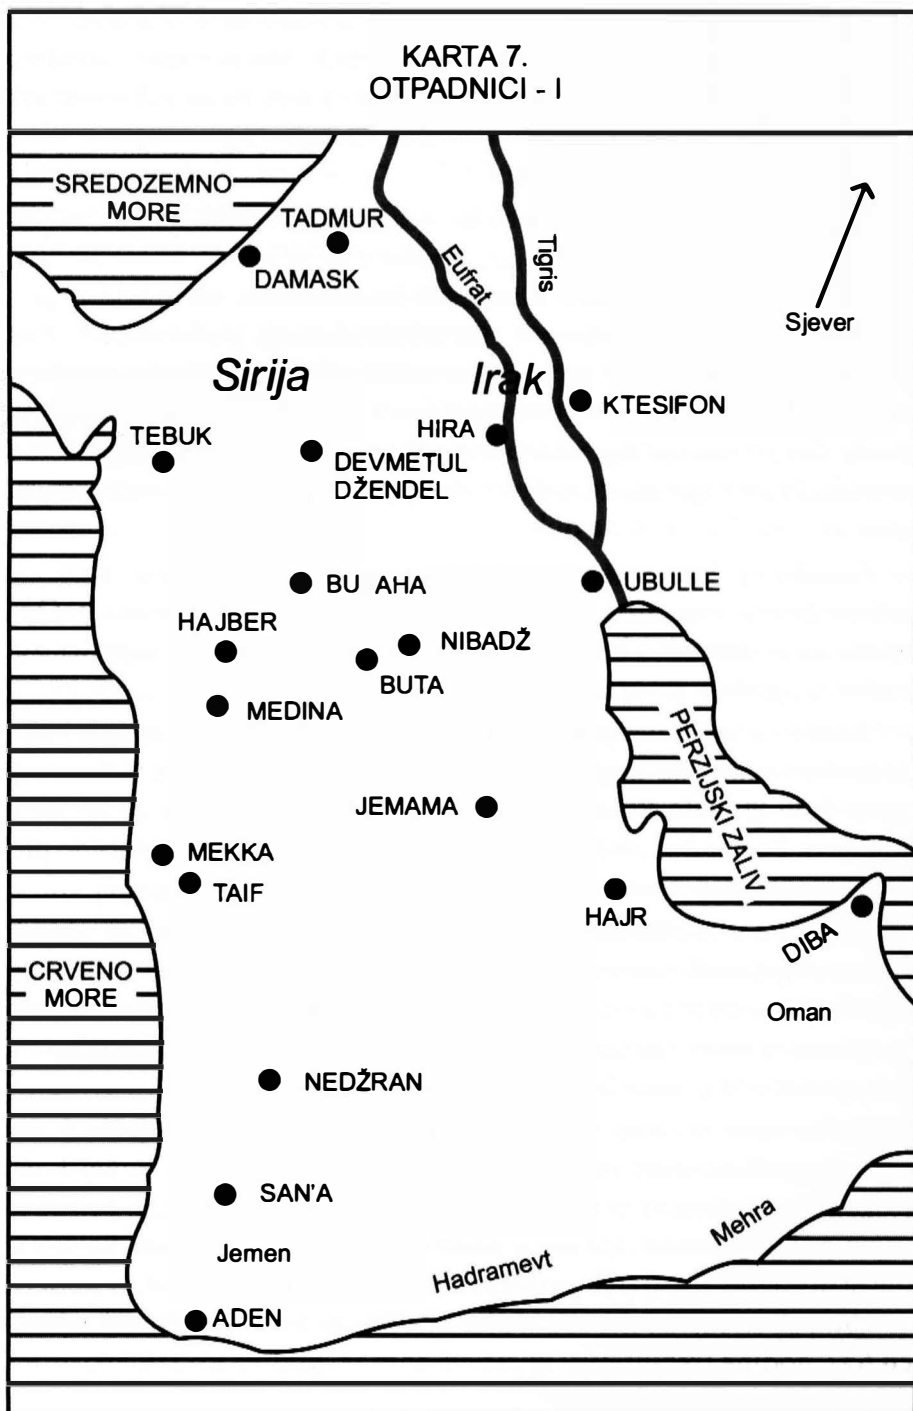 KARTA 7.
OTPADNICI - I
SREDOZEMNO
MORE
TADMUR
DAMASK
Eufrat
Tigris
Sjever
Sirija
Irak
KTESIFON
HIRA
TEBUK
DEVMETUL
DŽENDEL
BU AHA
UBULLE
HAJBER
NIBADŽ
BUTA
MEDINA
PERZIJSKI ZALIV
JEMAMA
MEKKA
TAIF
HAJR
DIBA
CRVENO
MORE
Oman
NEDŽRAN
SAN'A
Mehra
Jemen
Hadramevt
ADEN